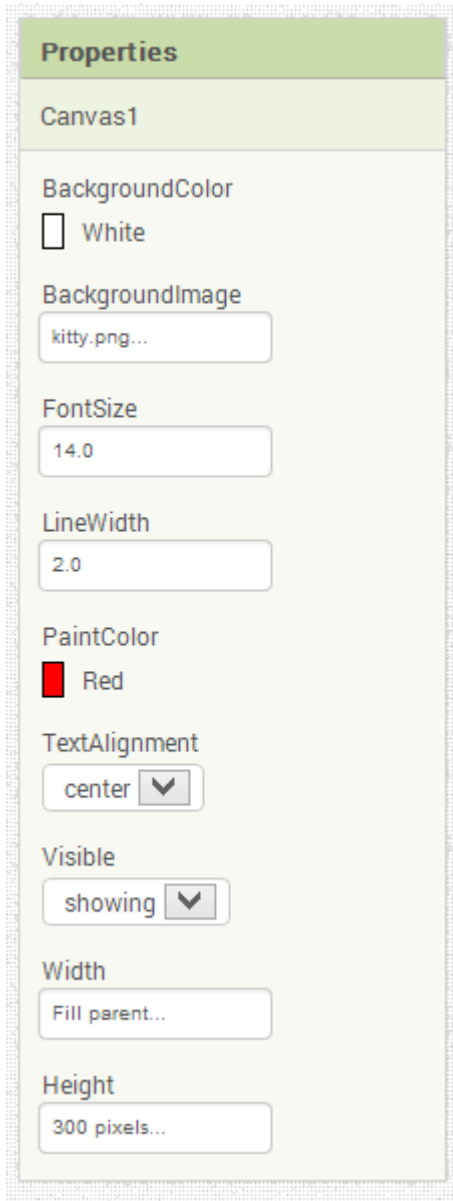 Properties
Canvas1
BackgroundColor
White
BackgroundImage
kitty.png...
FontSize
14.0
LineWidth
2.0
PaintColor
Red
TextAlignment
center
Visible
showing
Width
Fill parent...
Height
300 pixels...